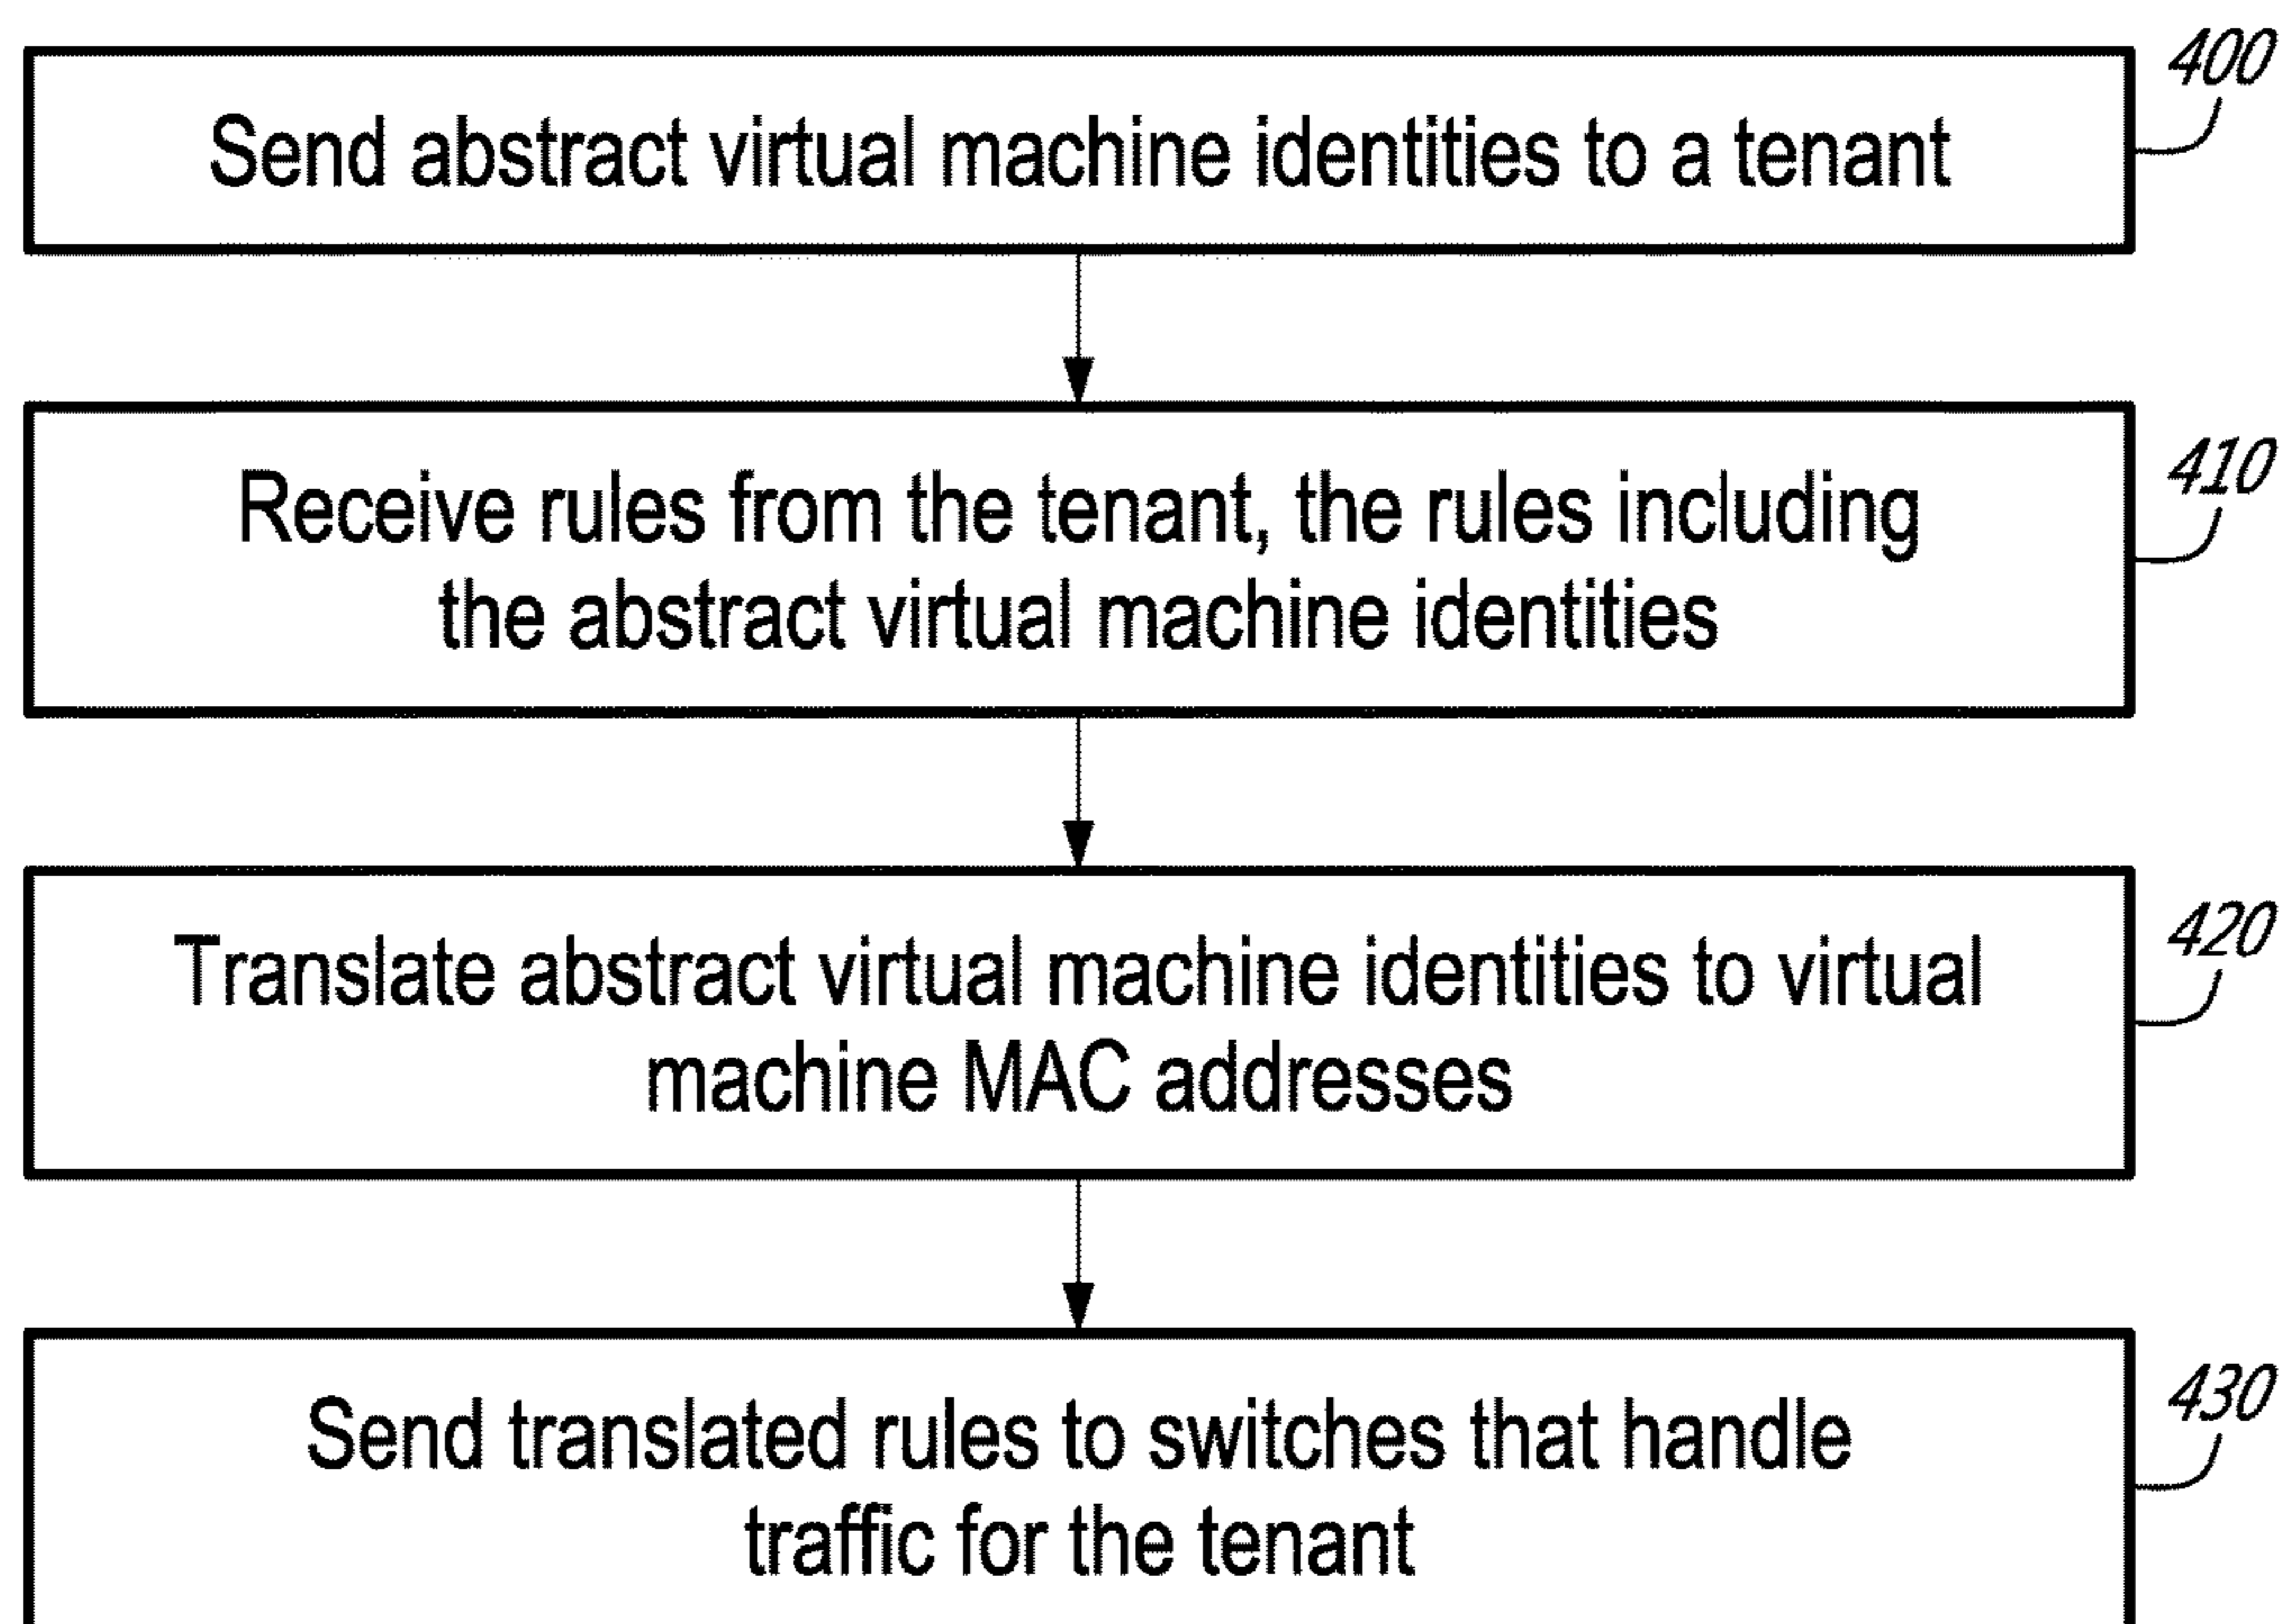 400
Send abstract virtual machine identities to a tenant
410
Receive rules from the tenant, the rules including
the abstract virtual machine identities
420
Translate abstract virtual machine identities to virtual
machine MAC addresses
430
Send translated rules to switches that handle
traffic for the tenant